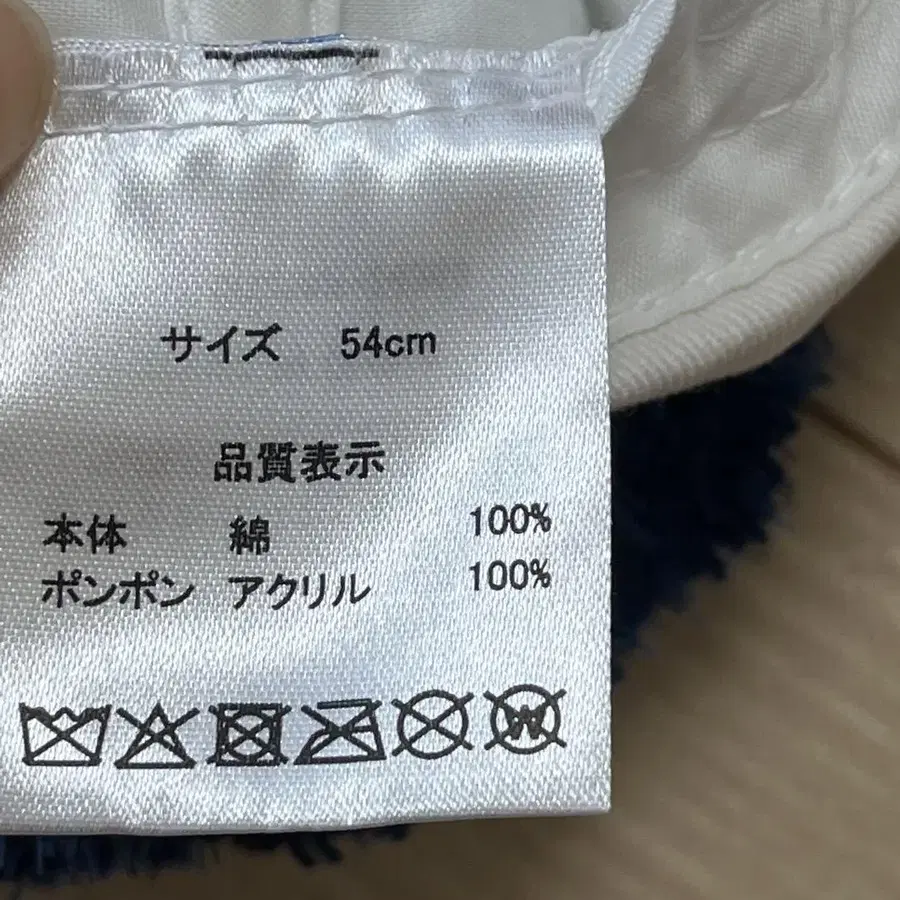 サイズ 54cm
品質表示
本体 綿 100%
ポンポン アクリル 100%
W